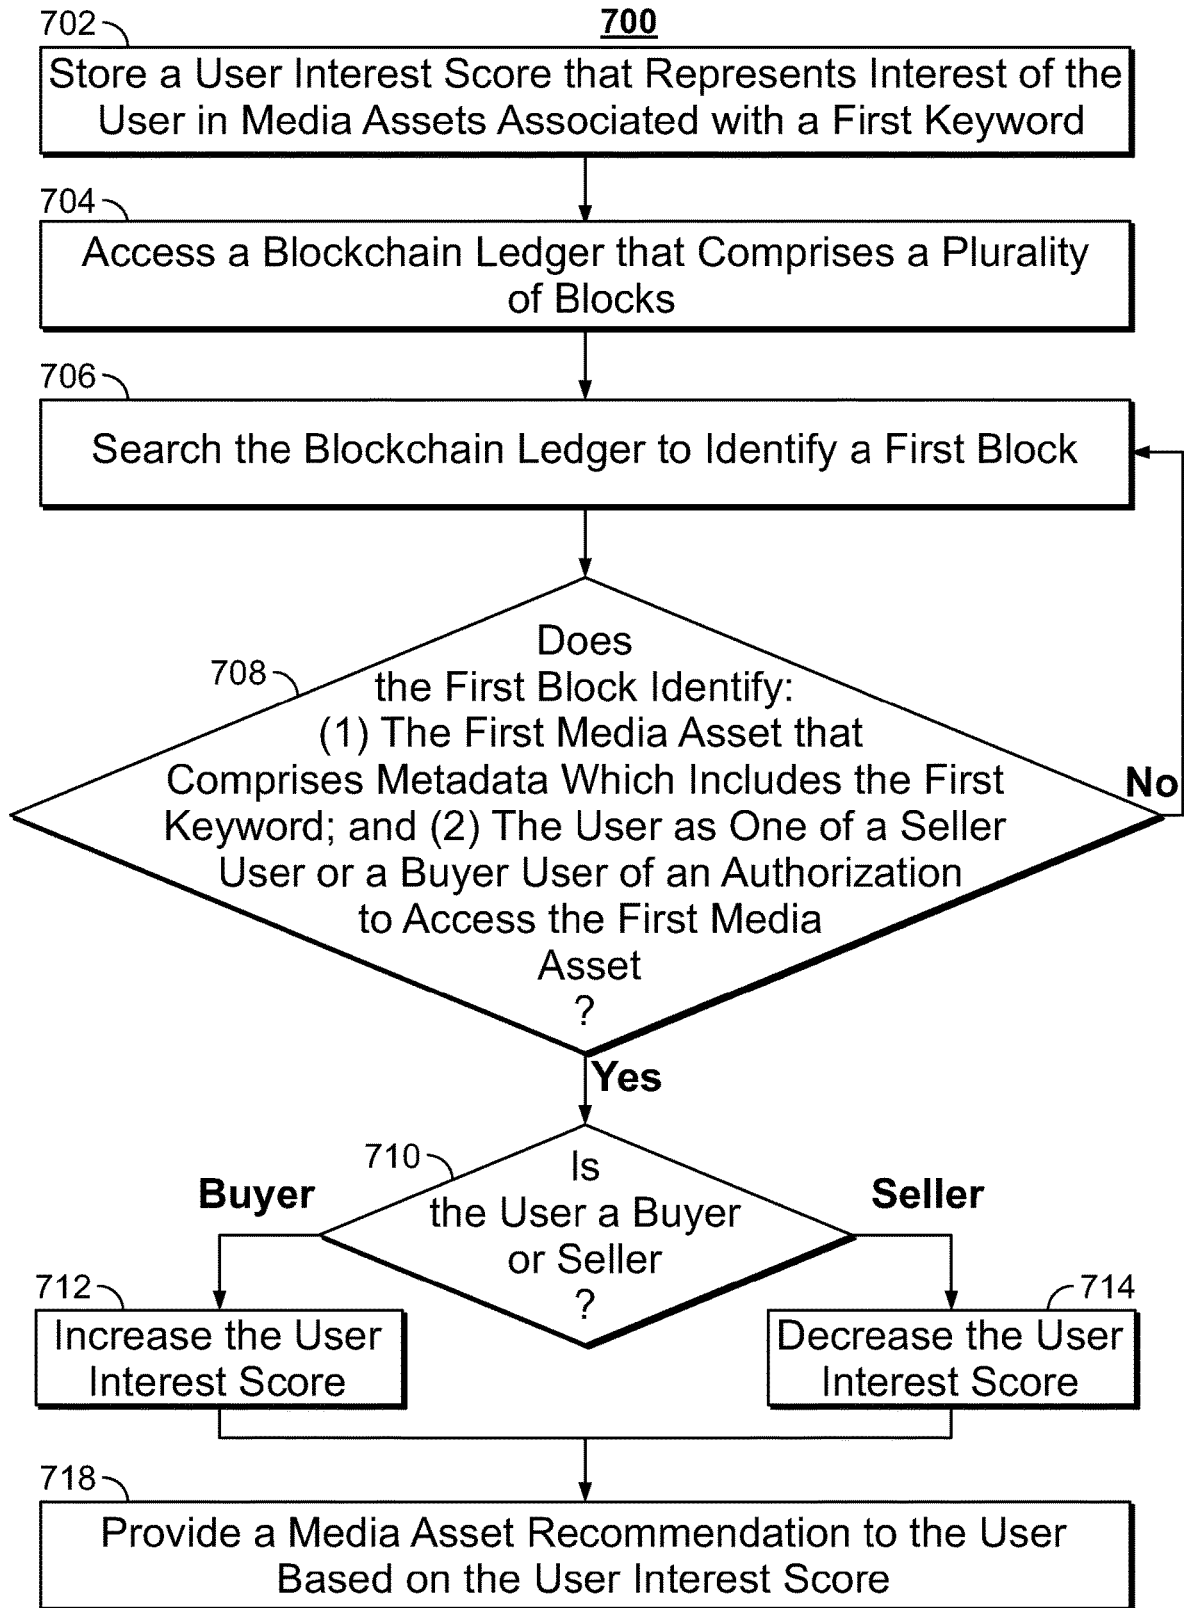 700
702
Store a User Interest Score that Represents Interest of the
User in Media Assets Associated with a First Keyword
704
Access a Blockchain Ledger that Comprises a Plurality
of Blocks
706
Search the Blockchain Ledger to Identify a First Block
708
Does
the First Block Identify:
(1) The First Media Asset that
Comprises Metadata Which Includes the First
Keyword; and (2) The User as One of a Seller
User or a Buyer User of an Authorization
to Access the First Media
Asset
?
No
Yes
710
Is
the User a Buyer
or Seller
?
Buyer
Seller
712
Increase the User
Interest Score
714
Decrease the User
Interest Score
718
Provide a Media Asset Recommendation to the User
Based on the User Interest Score